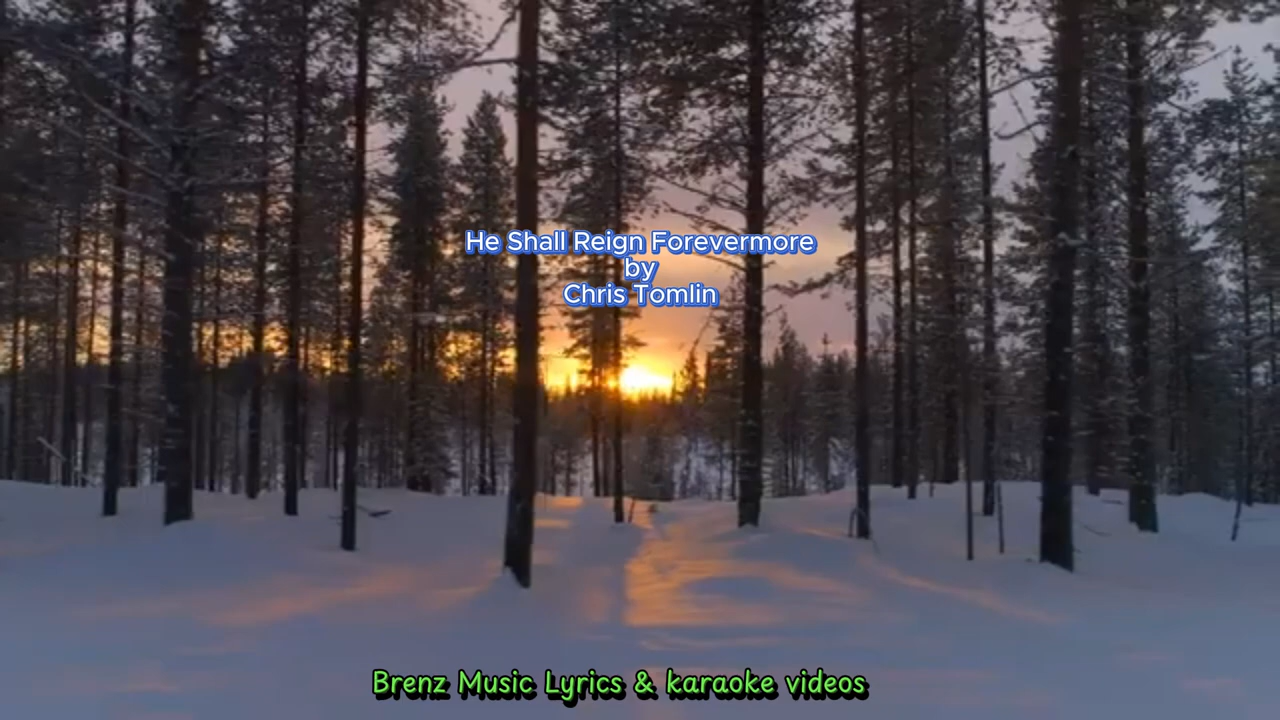 He Shall Reign Forevermore
by
Chris Tomlin
Brenz Music Lyrics & karaoke videos